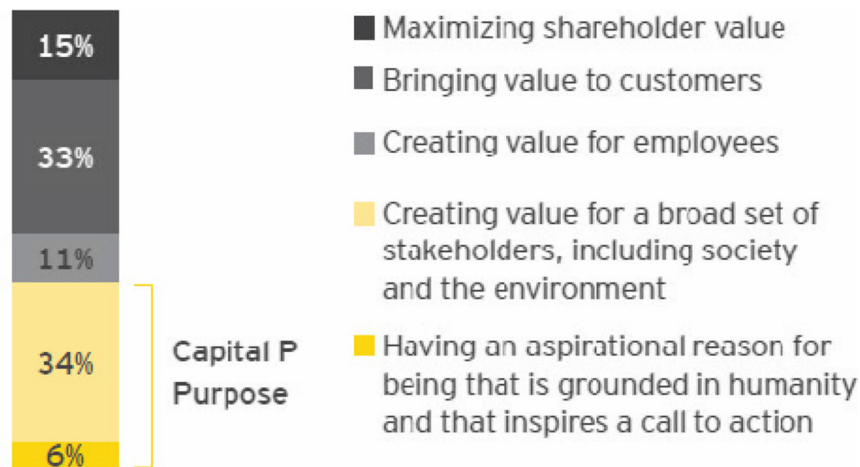 15%
33%
11%
34%
6%
Capital P
Purpose
Maximizing shareholder value
Bringing value to customers
Creating value for employees
Creating value for a broad set of
stakeholders, including society
and the environment
Having an aspirational reason for
being that is grounded in humanity
and that inspires a call to action